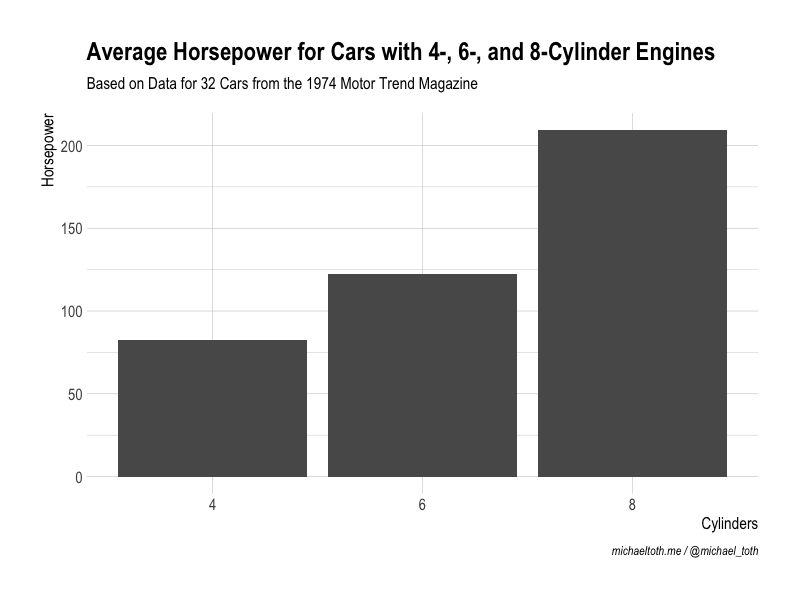 Average Horsepower for Cars with 4-, 6-, and 8-Cylinder Engines
Based on Data for 32 Cars from the 1974 Motor Trend Magazine
Horsepower
200
150
100
50
0
4 6 8
Cylinders
michaeltoth.me / @michael_toth